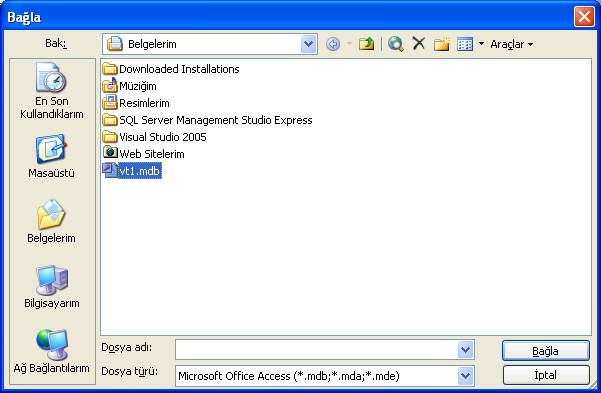 Bağla
Bak:
Belgelerim
Araçlar
En Son
Kullandıklarım
Masaüstü
Belgelerim
Bilgisayarım
Ağ Bağlantılarım
Downloaded Installations
Müziğim
Resimlerim
SQL Server Management Studio Express
Visual Studio 2005
Web Sitelerim
vt1.mdb
Dosya adı:
Bağla
Dosya türü:
Microsoft Office Access (*.mdb;*.mda;*.mde)
İptal